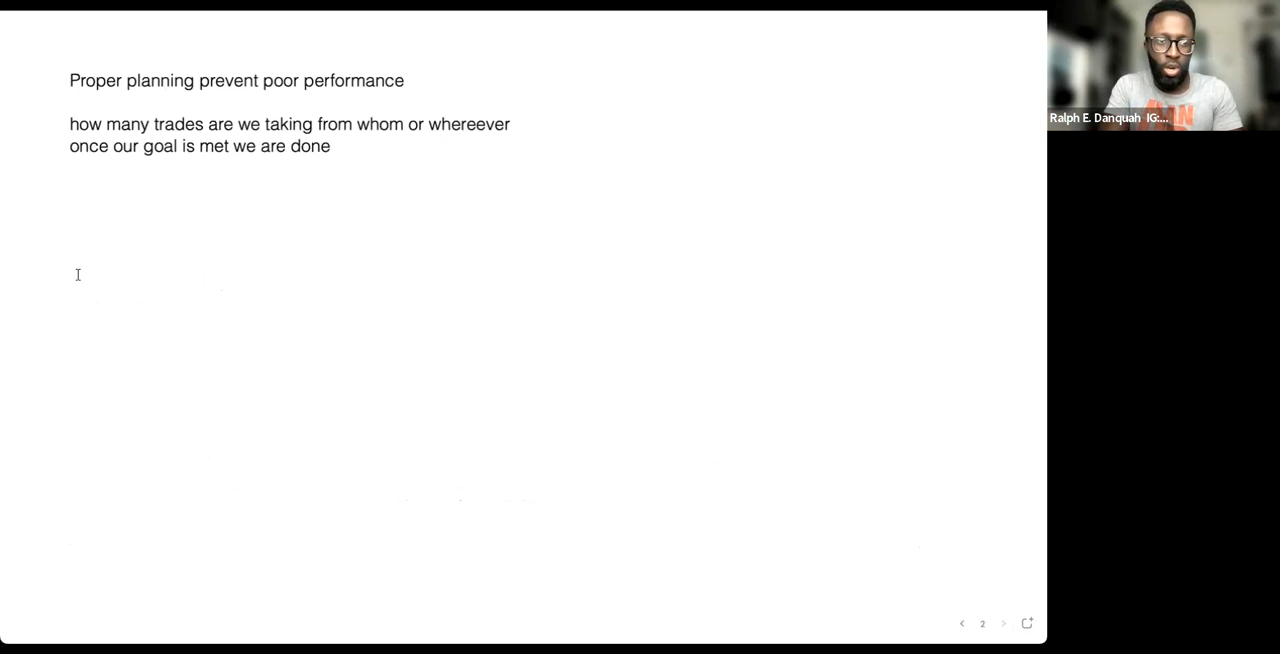 Proper planning prevent poor performance
how many trades are we taking from whom or whereever
once our goal is met we are done
Ralph E. Danquah IG:...
2